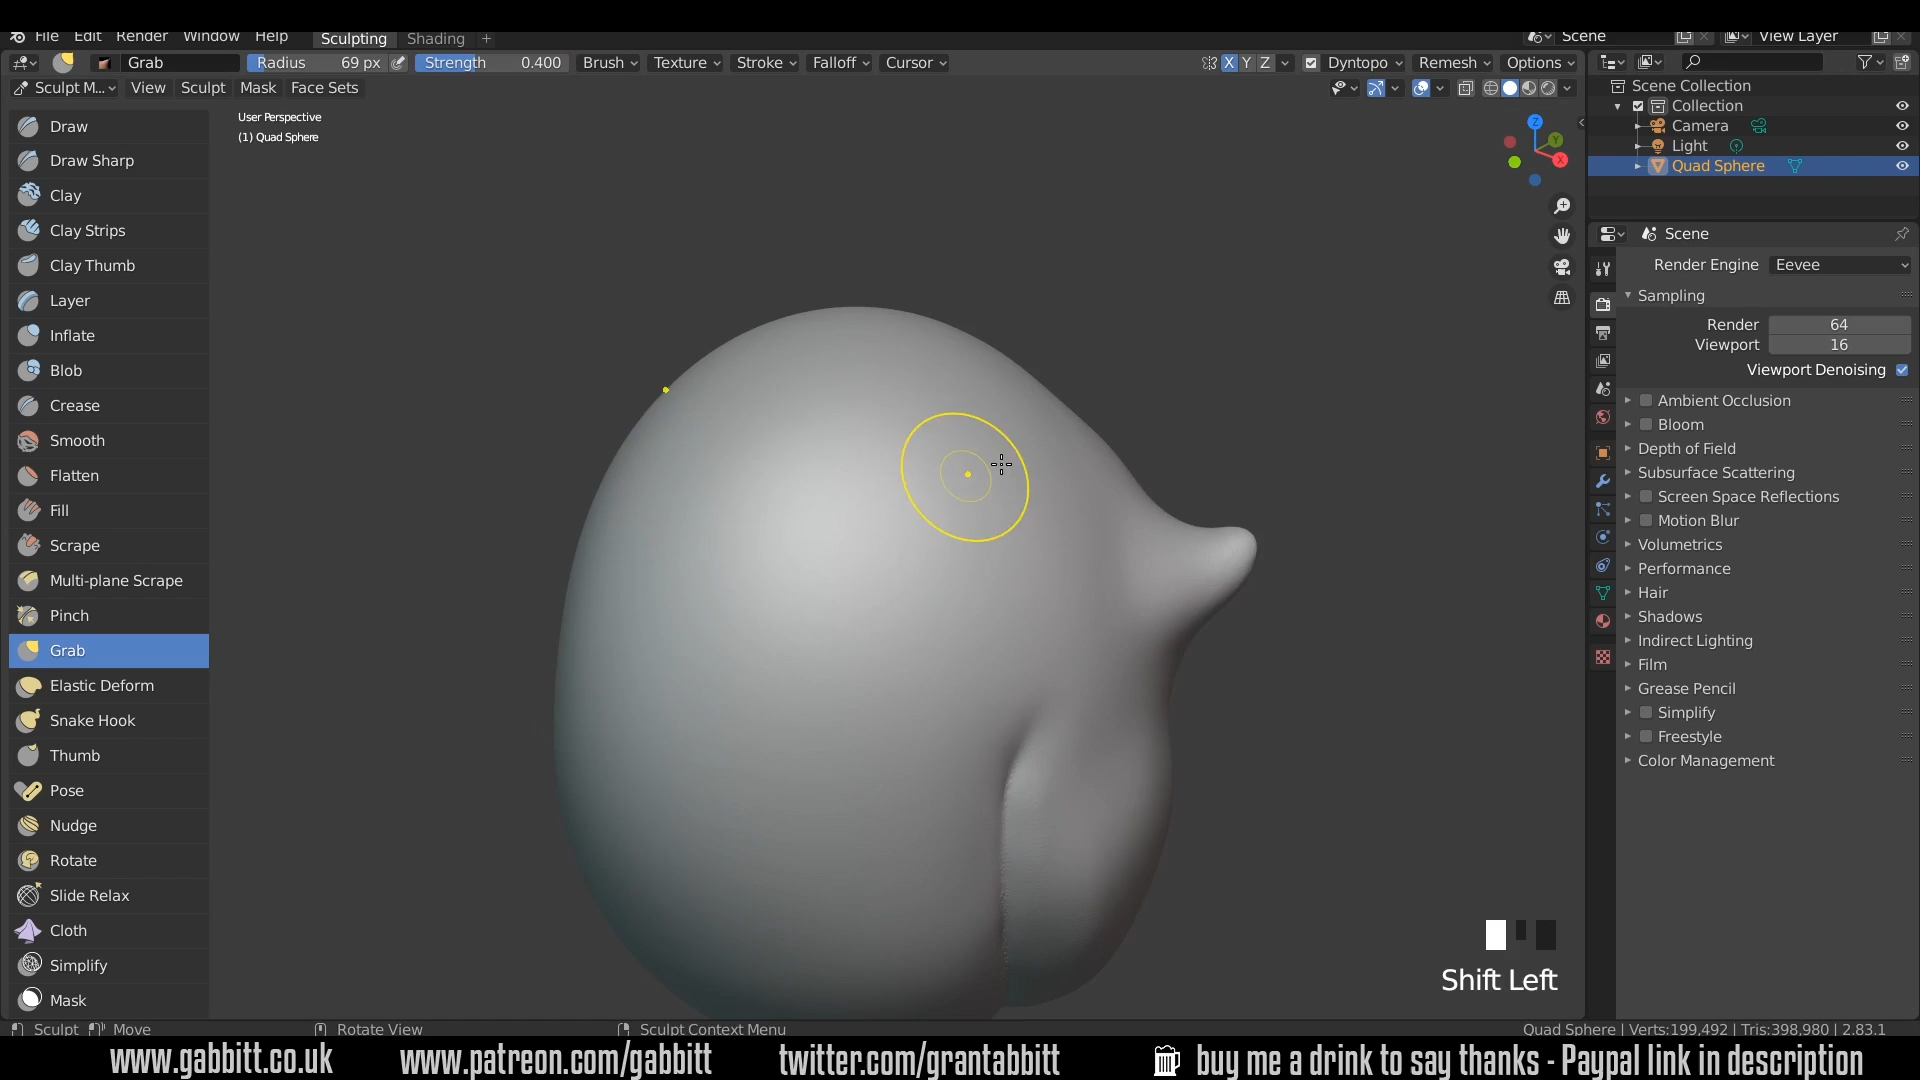 File Edit Render Window Help Sculpting Shading + Scene View Layer
Grab Radius 69 px Strength 0.400 Brush Texture Stroke Falloff Cursor X Y Z Dyntopo Remesh Options
Sculpt M... View Sculpt Mask Face Sets
User Perspective
(1) Quad Sphere
Draw
Draw Sharp
Clay
Clay Strips
Clay Thumb
Layer
Inflate
Blob
Crease
Smooth
Flatten
Fill
Scrape
Multi-plane Scrape
Pinch
Grab
Elastic Deform
Snake Hook
Thumb
Pose
Nudge
Rotate
Slide Relax
Cloth
Simplify
Mask
Z
Y
X
Shift Left
Scene Collection
Collection
Camera
Light
Quad Sphere
Scene
Render Engine Eevee
Sampling
Render 64
Viewport 16
Viewport Denoising
Ambient Occlusion
Bloom
Depth of Field
Subsurface Scattering
Screen Space Reflections
Motion Blur
Volumetrics
Performance
Hair
Shadows
Indirect Lighting
Film
Grease Pencil
Simplify
Freestyle
Color Management
Sculpt Move Rotate View Sculpt Context Menu Quad Sphere | Verts:199,492 | Tris:398,980 | 2.83.1
www.gabbitt.co.uk www.patreon.com/gabbitt twitter.com/grantabbitt buy me a drink to say thanks - Paypal link in description